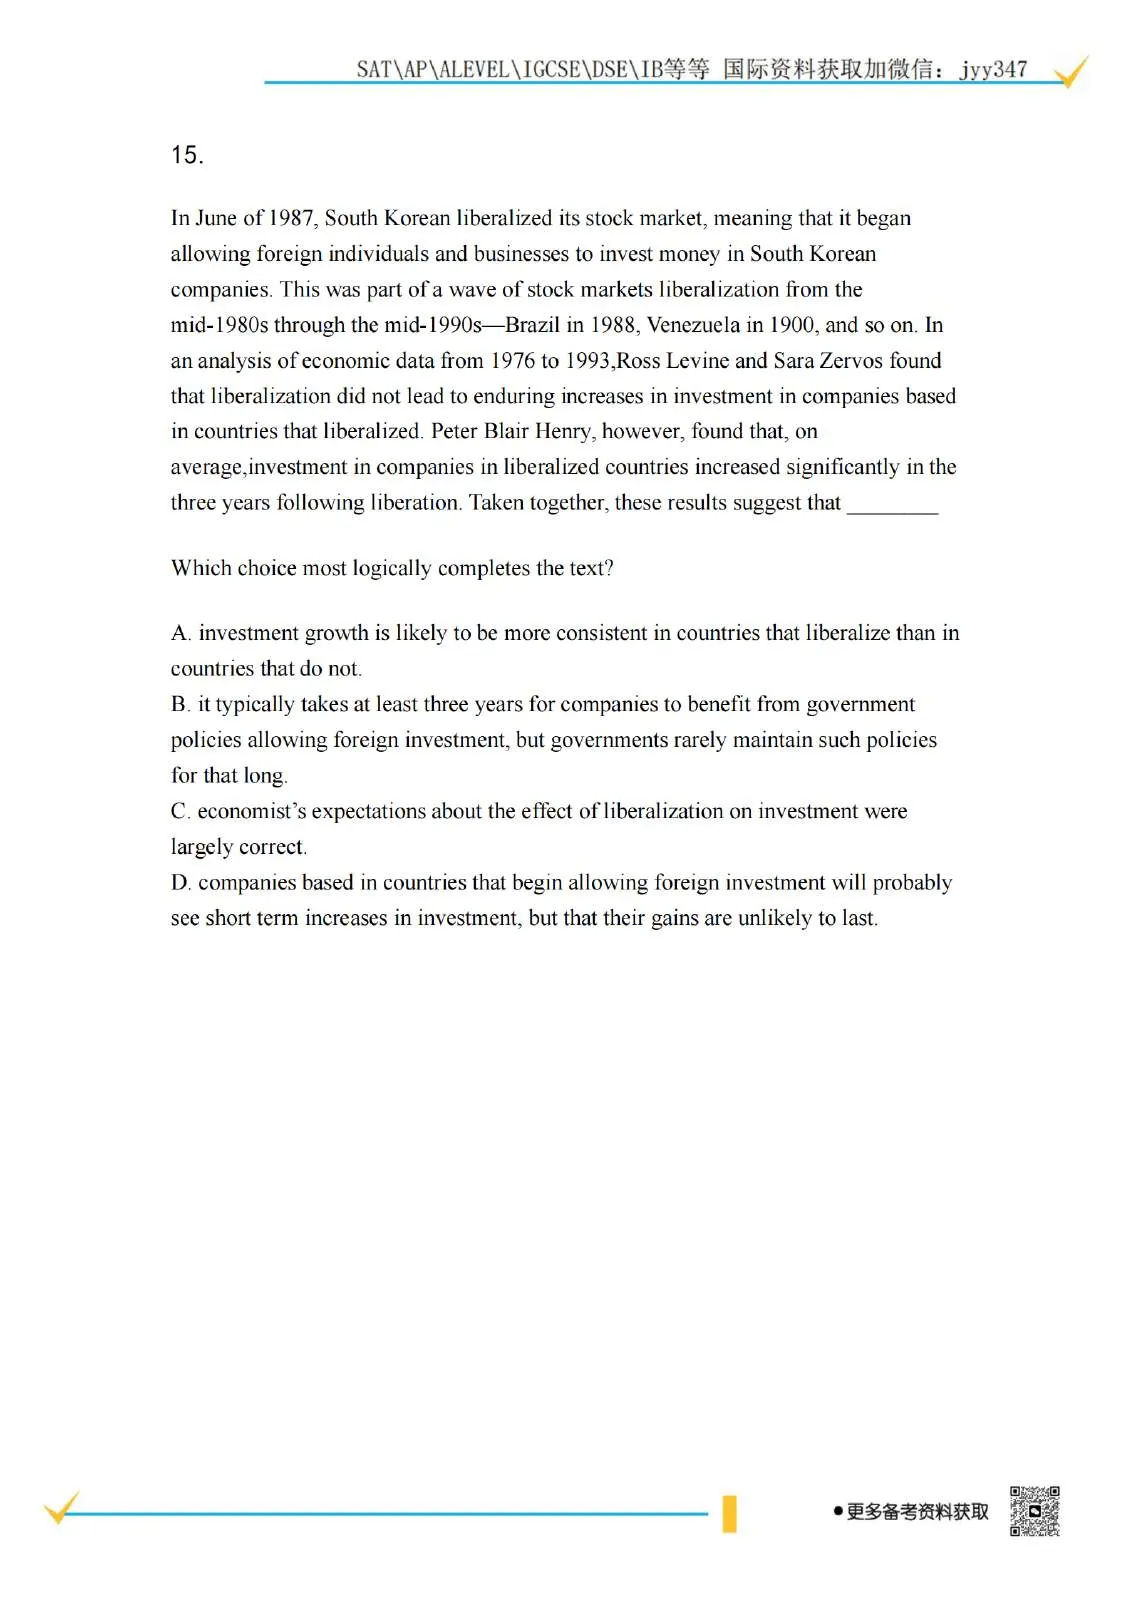 SAT\AP\ALEVEL\IGCSE\DSE\IB等等 国际资料获取加微信：jyy347
15.
In June of 1987, South Korean liberalized its stock market, meaning that it began
allowing foreign individuals and businesses to invest money in South Korean
companies. This was part of a wave of stock markets liberalization from the
mid-1980s through the mid-1990s—Brazil in 1988, Venezuela in 1900, and so on. In
an analysis of economic data from 1976 to 1993,Ross Levine and Sara Zervos found
that liberalization did not lead to enduring increases in investment in companies based
in countries that liberalized. Peter Blair Henry, however, found that, on
average,investment in companies in liberalized countries increased significantly in the
three years following liberation. Taken together, these results suggest that ________
Which choice most logically completes the text?
A. investment growth is likely to be more consistent in countries that liberalize than in
countries that do not.
B. it typically takes at least three years for companies to benefit from government
policies allowing foreign investment, but governments rarely maintain such policies
for that long.
C. economist’s expectations about the effect of liberalization on investment were
largely correct.
D. companies based in countries that begin allowing foreign investment will probably
see short term increases in investment, but that their gains are unlikely to last.
●更多备考资料获取